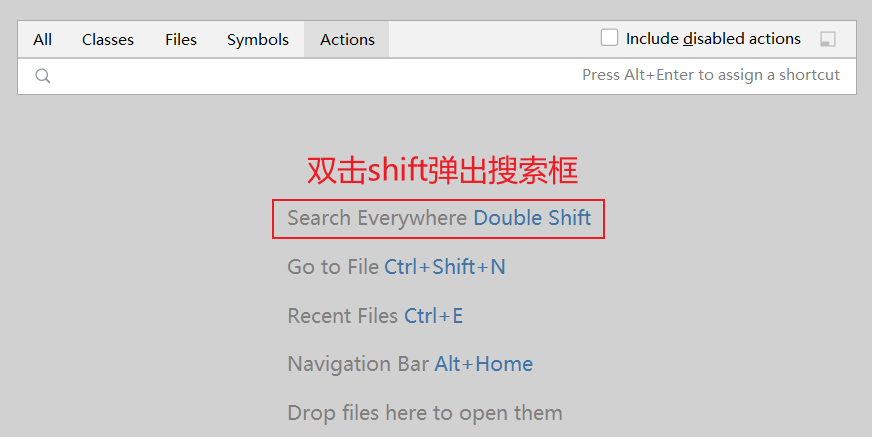 All Classes Files Symbols Actions Include disabled actions
Press Alt+Enter to assign a shortcut
双击shift弹出搜索框
Search Everywhere Double Shift
Go to File Ctrl+Shift+N
Recent Files Ctrl+E
Navigation Bar Alt+Home
Drop files here to open them